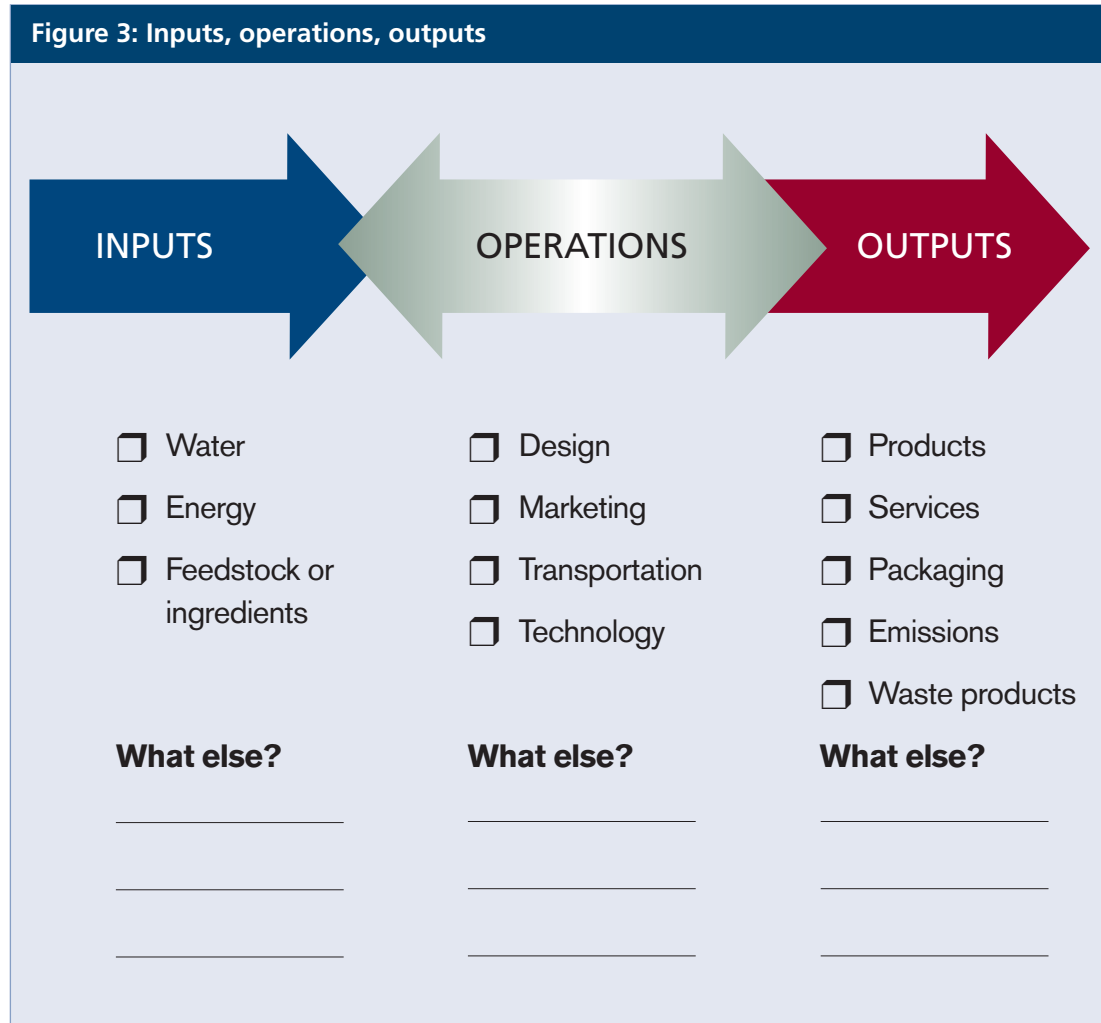 Figure 3: Inputs, operations, outputs
INPUTS
OPERATIONS
OUTPUTS
Water
Energy
Feedstock or
ingredients
What else?
Design
Marketing
Transportation
Technology
What else?
Products
Services
Packaging
Emissions
Waste products
What else?